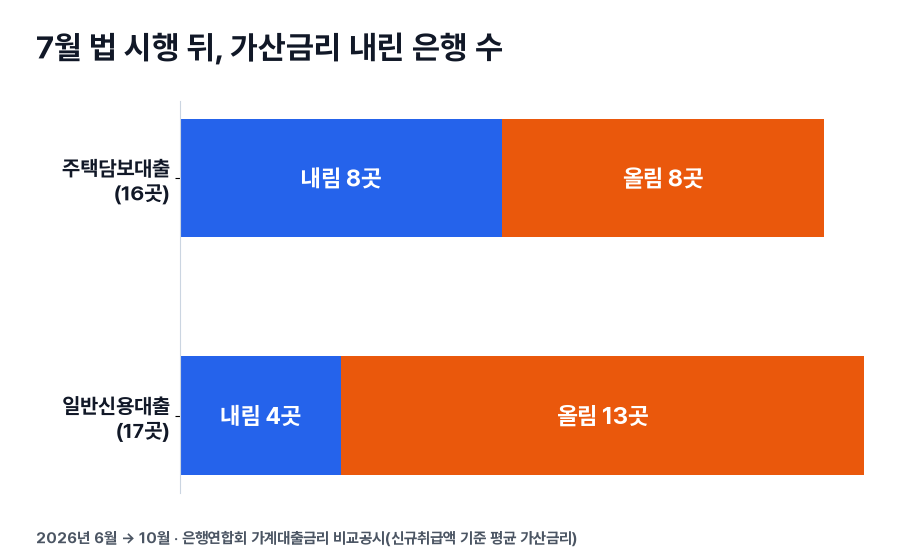 7월 법 시행 뒤, 가산금리 내린 은행 수
주택담보대출
(16곳)
내림 8곳
올림 8곳
일반신용대출
(17곳)
내림 4곳
올림 13곳
2026년 6월 → 10월 · 은행연합회 가계대출금리 비교공시(신규취급액 기준 평균 가산금리)